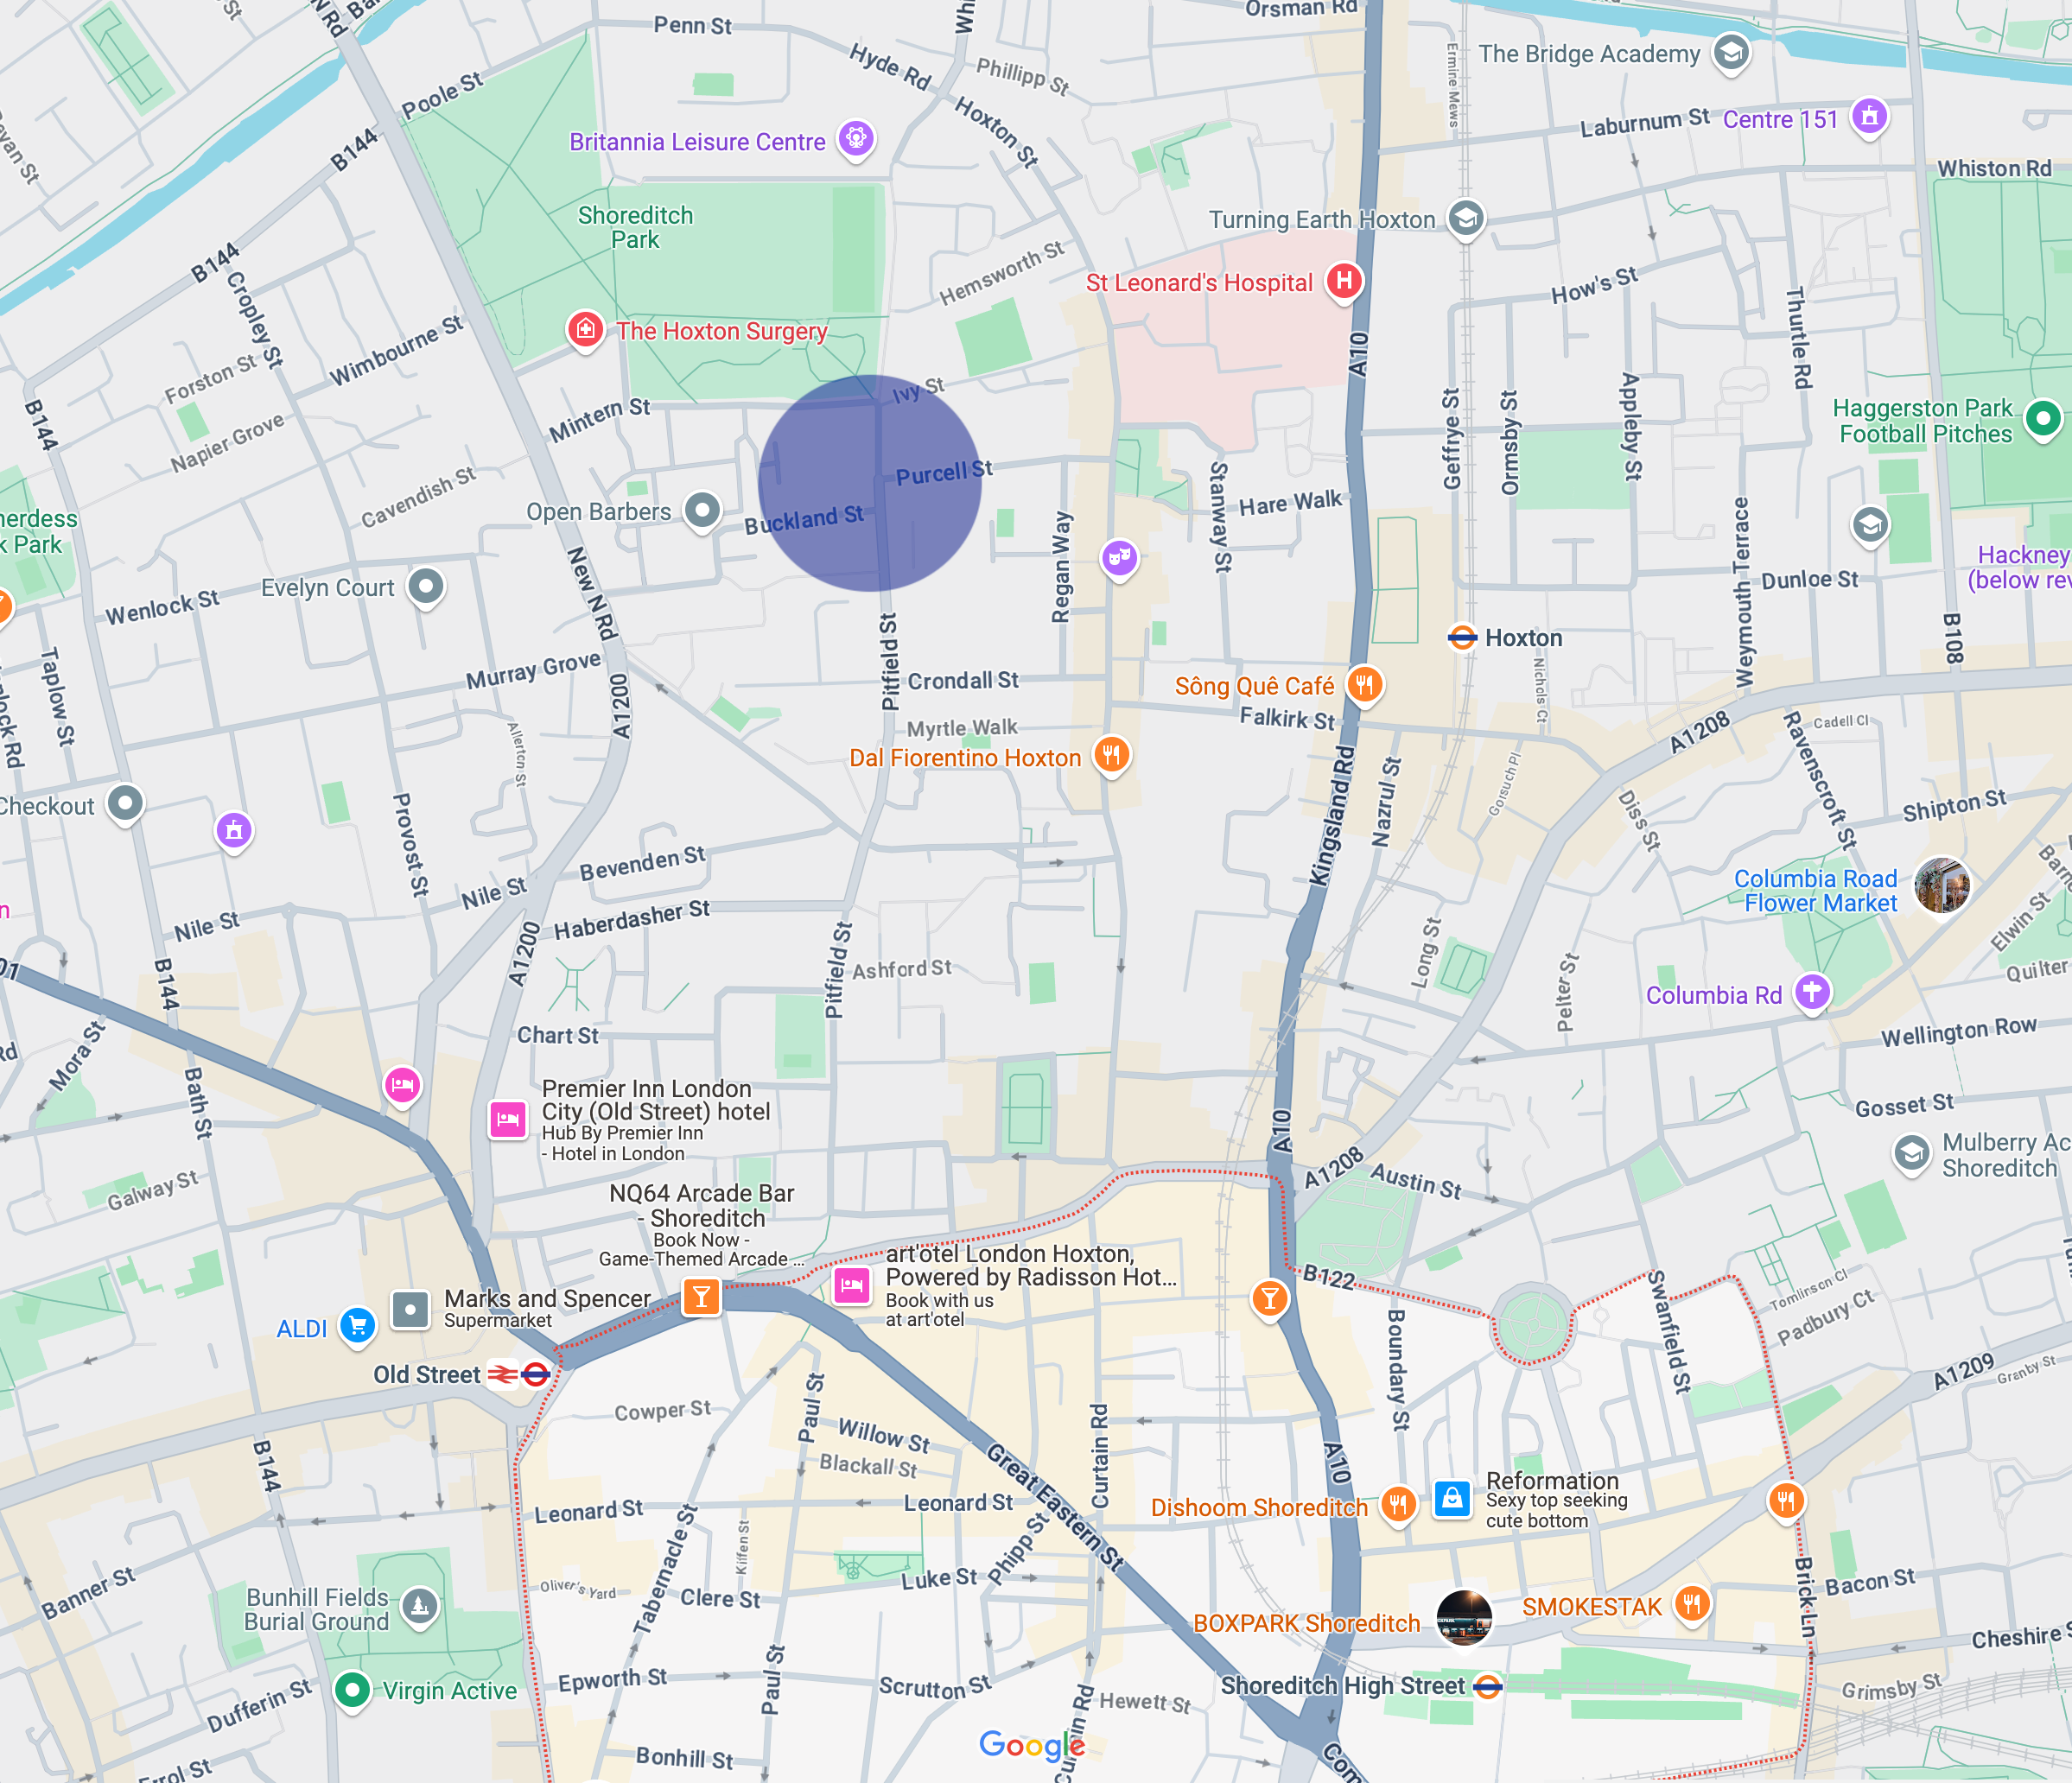 Orsman Rd
Penn St
Hyde Rd
Phillipp St
Ermine Mews
The Bridge Academy
Poole St
B144
Britannia Leisure Centre
Hoxton St
Laburnum St
Centre 151
Whiston Rd
Shoreditch
Park
Turning Earth Hoxton
B144
Cropley St
Hemsworth St
St Leonard's Hospital
How's St
Thurtle Rd
The Hoxton Surgery
Wimbourne St
Forston St
A10
Ivy St
Mintern St
Napier Grove
B144
Geffrye St
Ormsby St
Appleby St
Haggerston Park
Football Pitches
Cavendish St
Purcell St
Stanway St
Hare Walk
Open Barbers
Buckland St
Regan Way
Weymouth Terrace
k Park
Hackney
(below rev
Dunloe St
Evelyn Court
New N Rd
Wenlock St
B108
Pitfield St
Hoxton
Taplow St
Murray Grove
A1200
Crondall St
Sông Quê Café
Nichols Ct
Myrtle Walk
Falkirk St
A1208
Ravenscroft St
Cadell Cl
Allerton St
Dal Fiorentino Hoxton
Kingsland Rd
Nazrul St
Gorsuch Pl
Diss St
Shipton St
Checkout
Provost St
Bevenden St
Nile St
Columbia Road
Flower Market
Nile St
Haberdasher St
A1200
Elwin St
Pitfield St
Ashford St
Long St
Pelter St
Quilter
B144
Columbia Rd
Mora St
Chart St
Wellington Row
Bath St
Premier Inn London
City (Old Street) hotel
Hub By Premier Inn
- Hotel in London
Gosset St
A10
Mulberry Ac
Shoreditch
A1208
Austin St
Galway St
NQ64 Arcade Bar
- Shoreditch
Book Now -
Game-Themed Arcade ...
art'otel London Hoxton,
Powered by Radisson Hot...
Book with us
at art'otel
B122
Swanfield St
Tomlinson Cl
Padbury Ct
Marks and Spencer
Supermarket
ALDI
Boundary St
Old Street
A1209
Granby St
Cowper St
Paul St
Willow St
Blackall St
Curtain Rd
Great Eastern St
A10
B144
Leonard St
Leonard St
Dishoom Shoreditch
Reformation
Sexy top seeking
cute bottom
Tabernacle St
Kiffen St
Phipp St
Banner St
Oliver's Yard
Clere St
Luke St
Brick Ln
Bacon St
Bunhill Fields
Burial Ground
BOXPARK Shoreditch
SMOKESTAK
Cheshire S
Epworth St
Paul St
Scrutton St
Shoreditch High Street
Virgin Active
Dufferin St
Hewett St
Grimsby St
Google
Bonhill St
Errol St